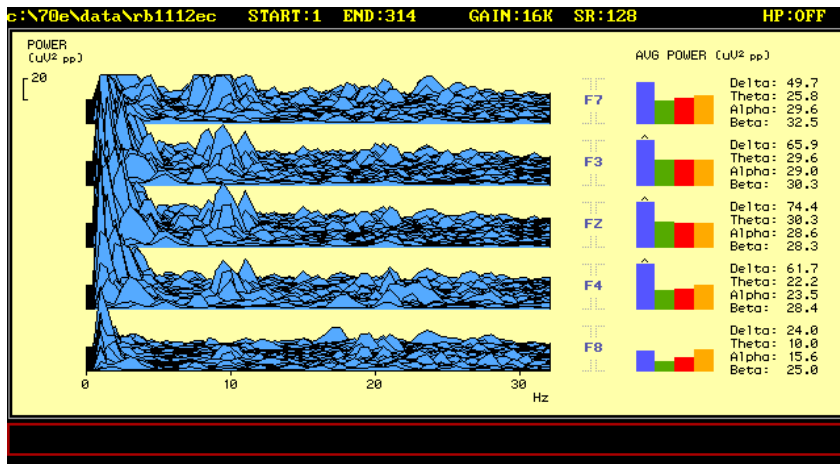 c:\70e\data\rb1112ec START:1 END:314 GAIN:16K SR:128 HP:OFF
POWER
(uV² pp)
20
AVG POWER (uV² pp)
F7
Delta: 49.7
Theta: 25.8
Alpha: 29.6
Beta: 32.5
F3
Delta: 65.9
Theta: 29.6
Alpha: 29.0
Beta: 30.3
FZ
Delta: 74.4
Theta: 30.3
Alpha: 28.6
Beta: 28.3
F4
Delta: 61.7
Theta: 22.2
Alpha: 23.5
Beta: 28.4
F8
Delta: 24.0
Theta: 10.0
Alpha: 15.6
Beta: 25.0
0 10 20 30
Hz